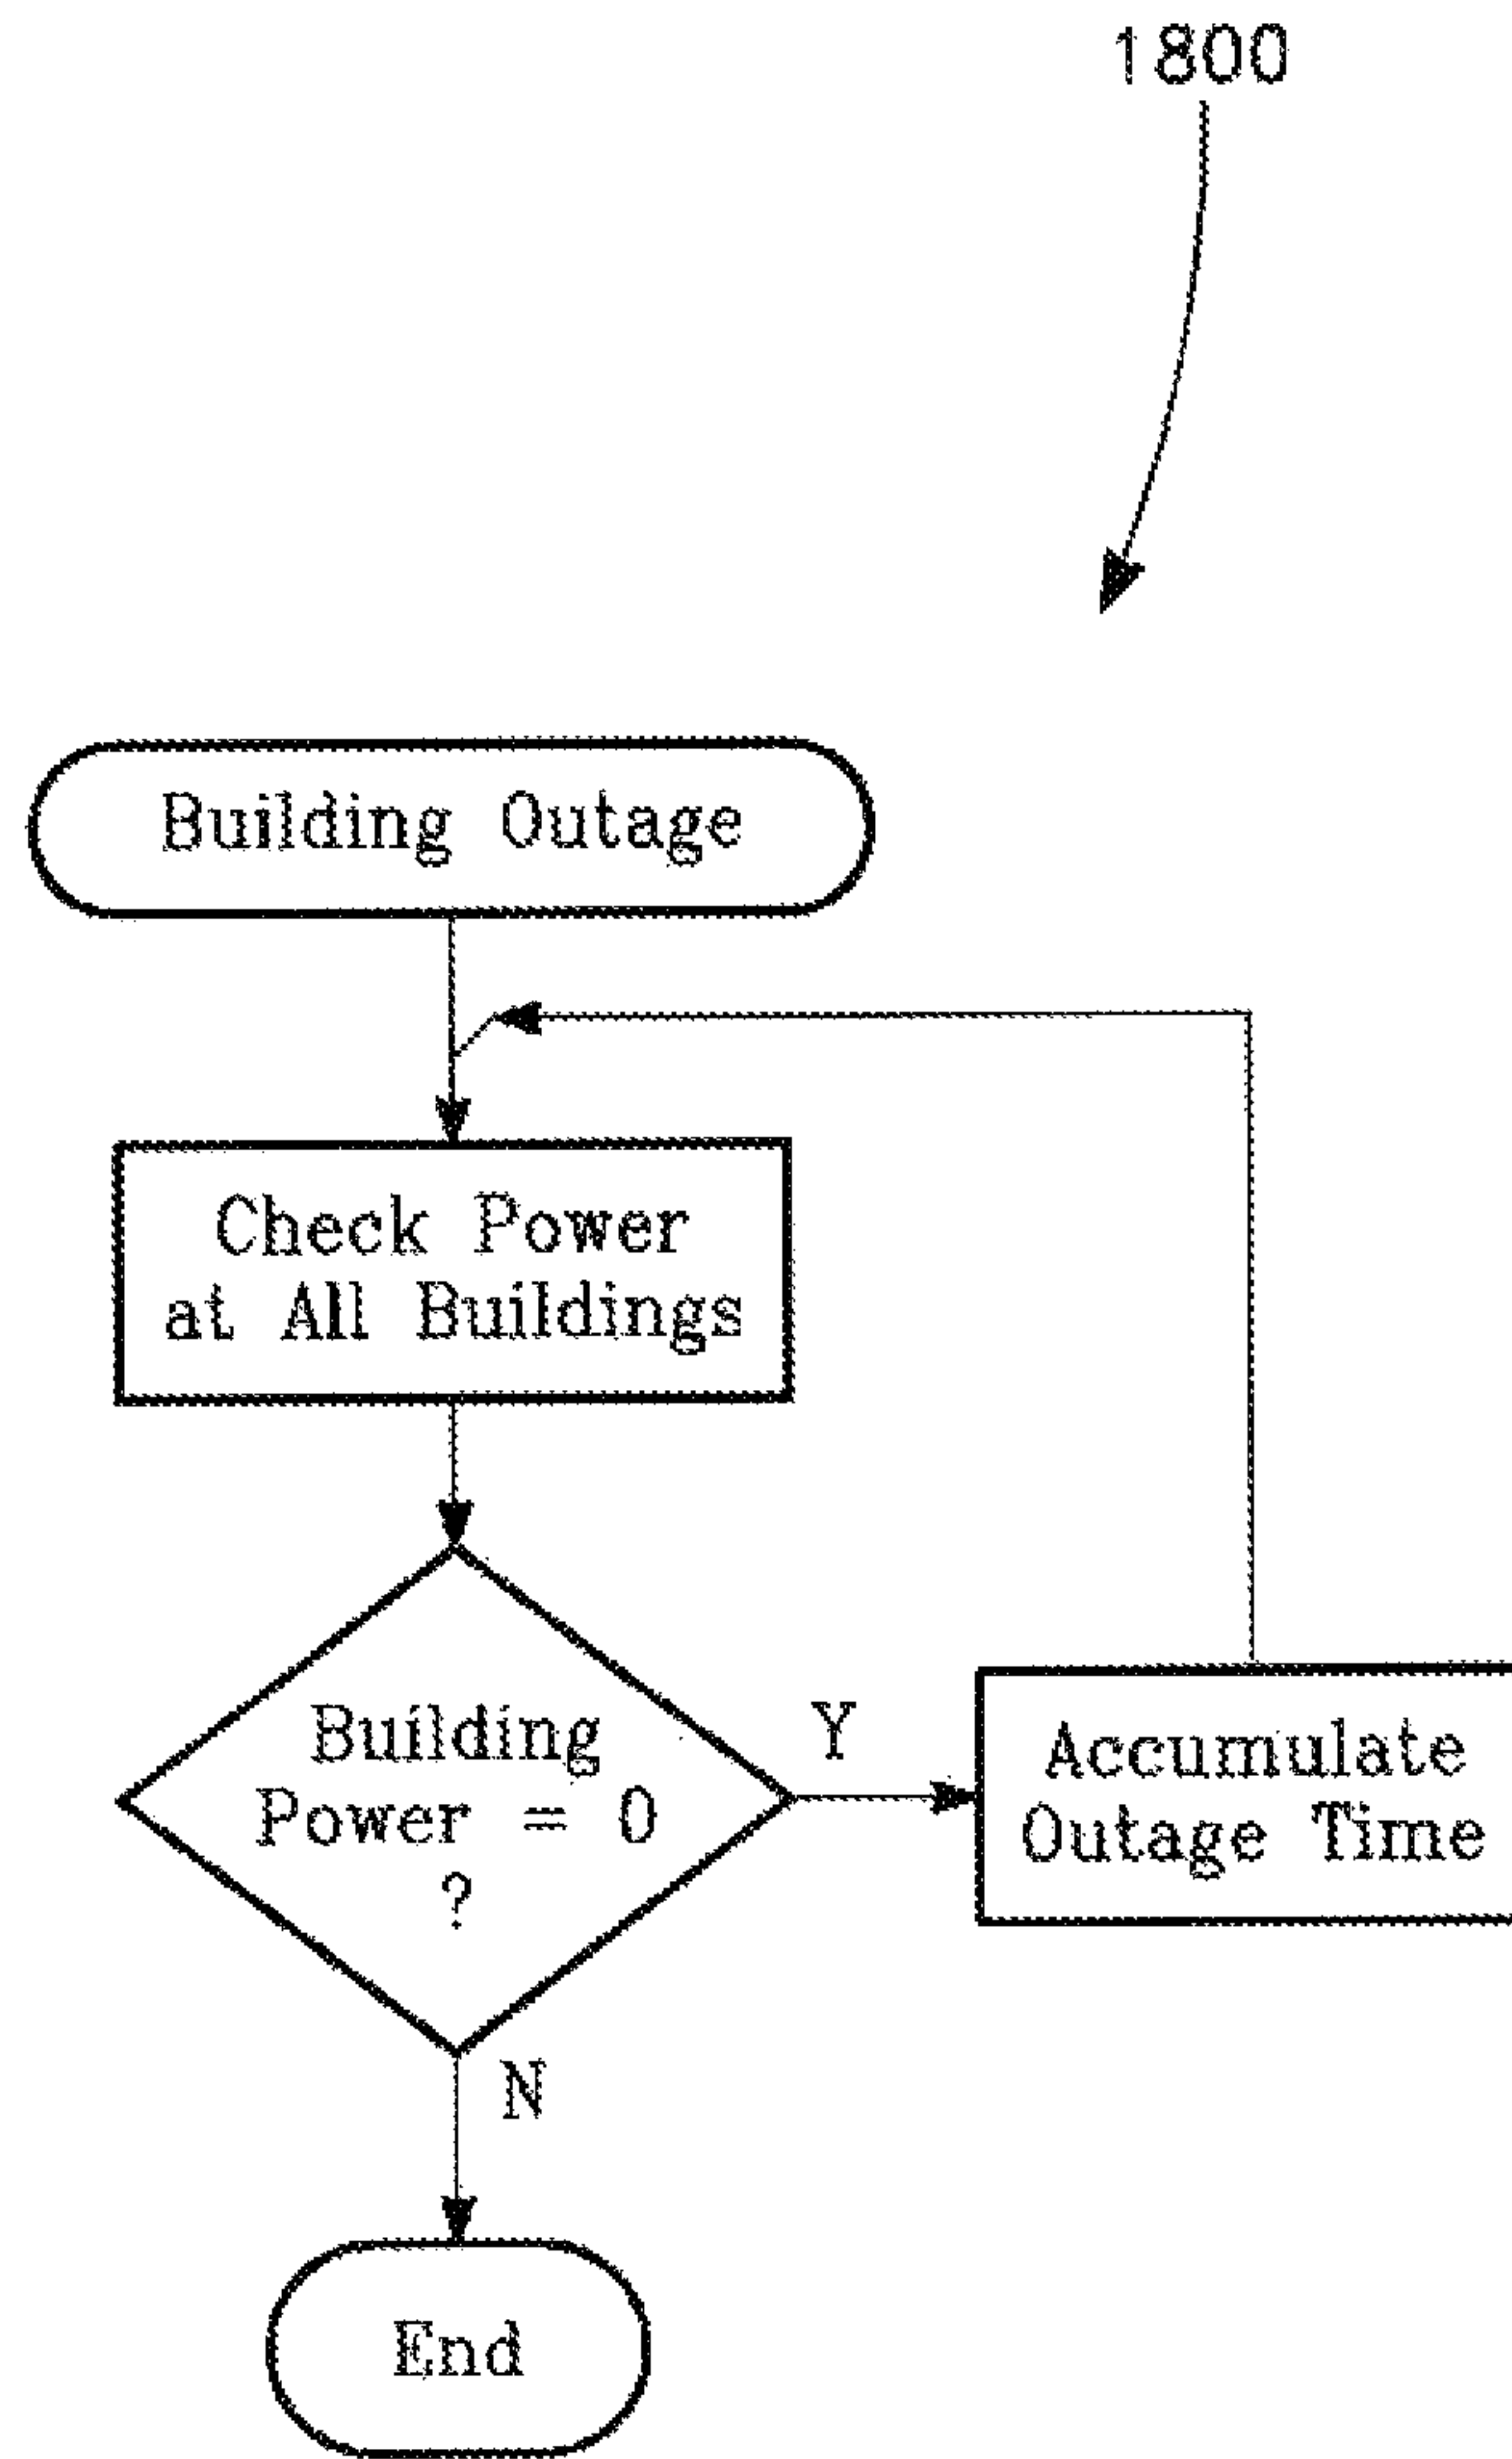 1800
Building Outage
Check Power
at All Buildings
Building
Power = 0
?
Y
Accumulate
Outage Time
N
End